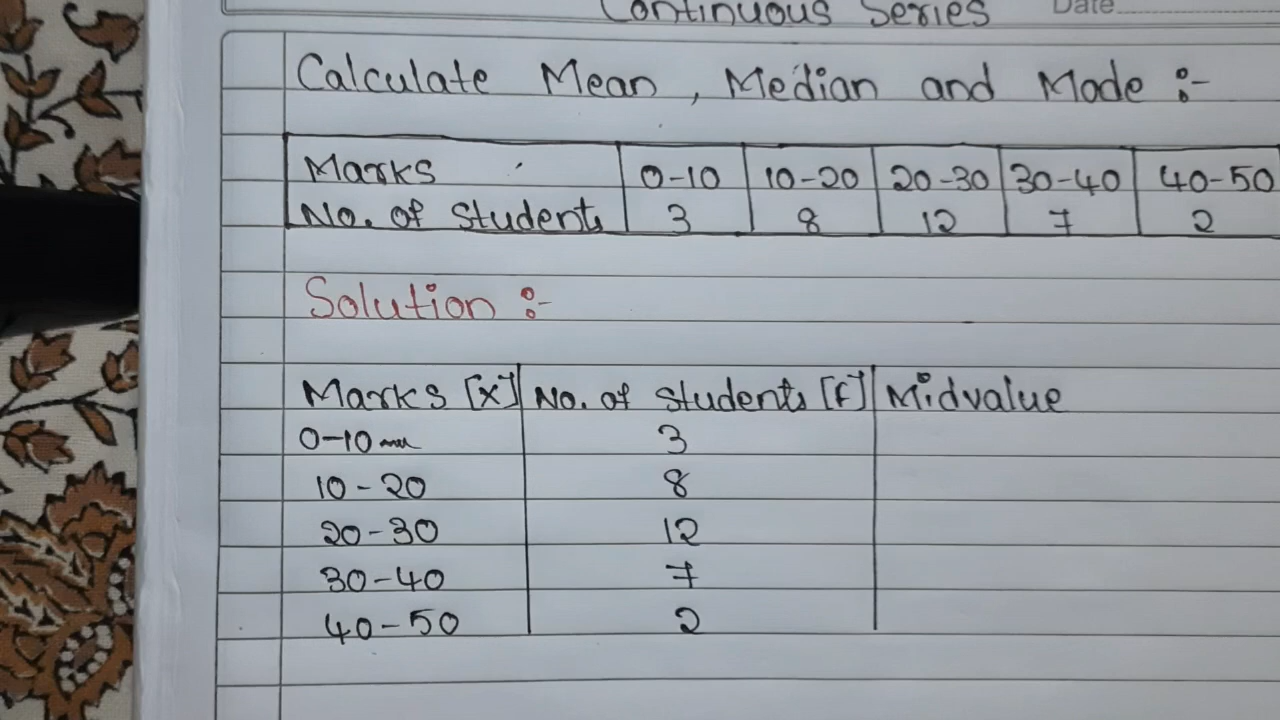 Continuous Series Date
Calculate Mean, Median and Mode :-
Marks 0-10 10-20 20-30 30-40 40-50
No. of Students 3 8 12 7 2
Solution :-
Marks [x] No. of Students [f] Midvalue
0-10 3
10-20 8
20-30 12
30-40 7
40-50 2